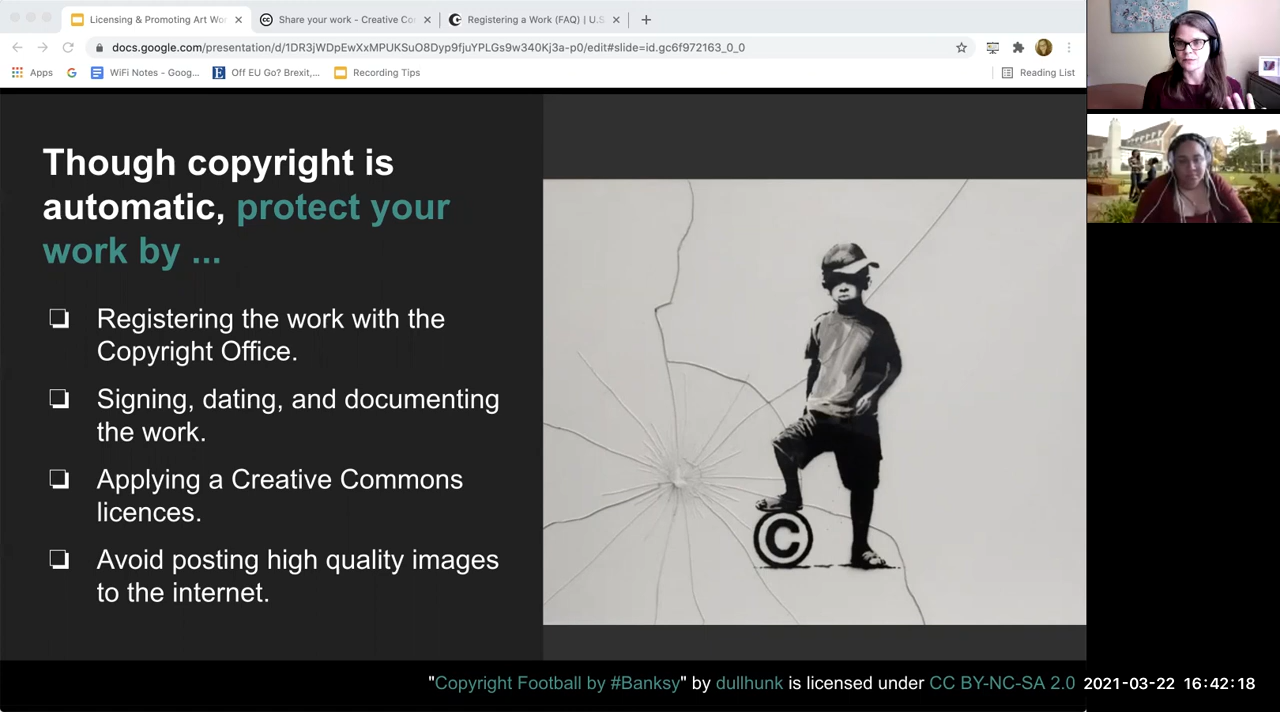 Licensing & Promoting Art Wor
Share your work - Creative Co
Registering a Work (FAQ) | U.S
docs.google.com/presentation/d/1DR3jWDpEwXxMPUKSuO8Dyp9fjuYPLGs9w340Kj3a-p0/edit#slide=id.gc6f972163_0_0
Apps
WiFi Notes - Goog...
Off EU Go? Brexit,...
Recording Tips
Reading List
Though copyright is
automatic, protect your
work by ...
❏ Registering the work with the
Copyright Office.
❏ Signing, dating, and documenting
the work.
❏ Applying a Creative Commons
licences.
❏ Avoid posting high quality images
to the internet.
©
"Copyright Football by #Banksy" by dullhunk is licensed under CC BY-NC-SA 2.0
2021-03-22 16:42:18